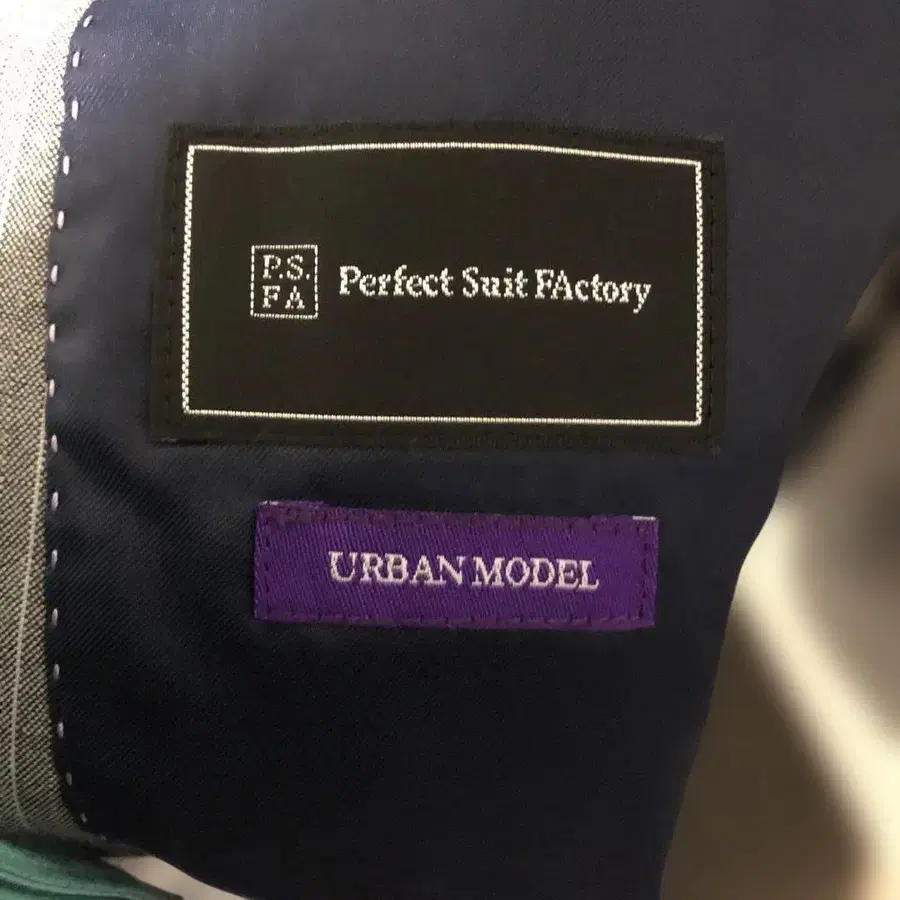 P.S.
FA
Perfect Suit FActory
URBAN MODEL